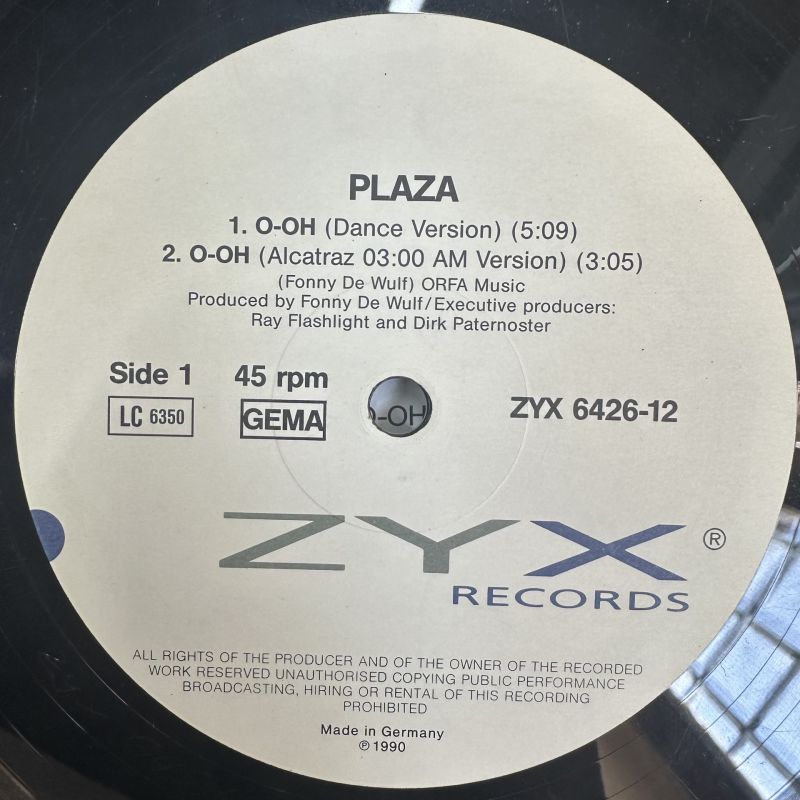 PLAZA
1. O-OH (Dance Version) (5:09)
2. O-OH (Alcatraz 03:00 AM Version) (3:05)
(Fonny De Wulf) ORFA Music
Produced by Fonny De Wulf/Executive producers:
Ray Flashlight and Dirk Paternoster
Side 1 45 rpm
LC 6350 GEMA
O-OH
ZYX 6426-12
ZYX ®
RECORDS
ALL RIGHTS OF THE PRODUCER AND OF THE OWNER OF THE RECORDED
WORK RESERVED UNAUTHORISED COPYING PUBLIC PERFORMANCE
BROADCASTING, HIRING OR RENTAL OF THIS RECORDING
PROHIBITED
Made in Germany
℗ 1990